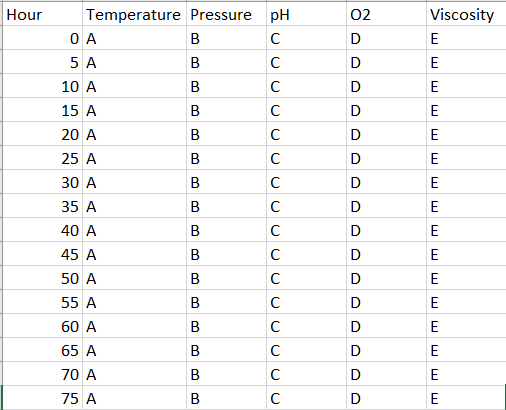 Hour Temperature Pressure pH O2 Viscosity
0 A B C D E
5 A B C D E
10 A B C D E
15 A B C D E
20 A B C D E
25 A B C D E
30 A B C D E
35 A B C D E
40 A B C D E
45 A B C D E
50 A B C D E
55 A B C D E
60 A B C D E
65 A B C D E
70 A B C D E
75 A B C D E